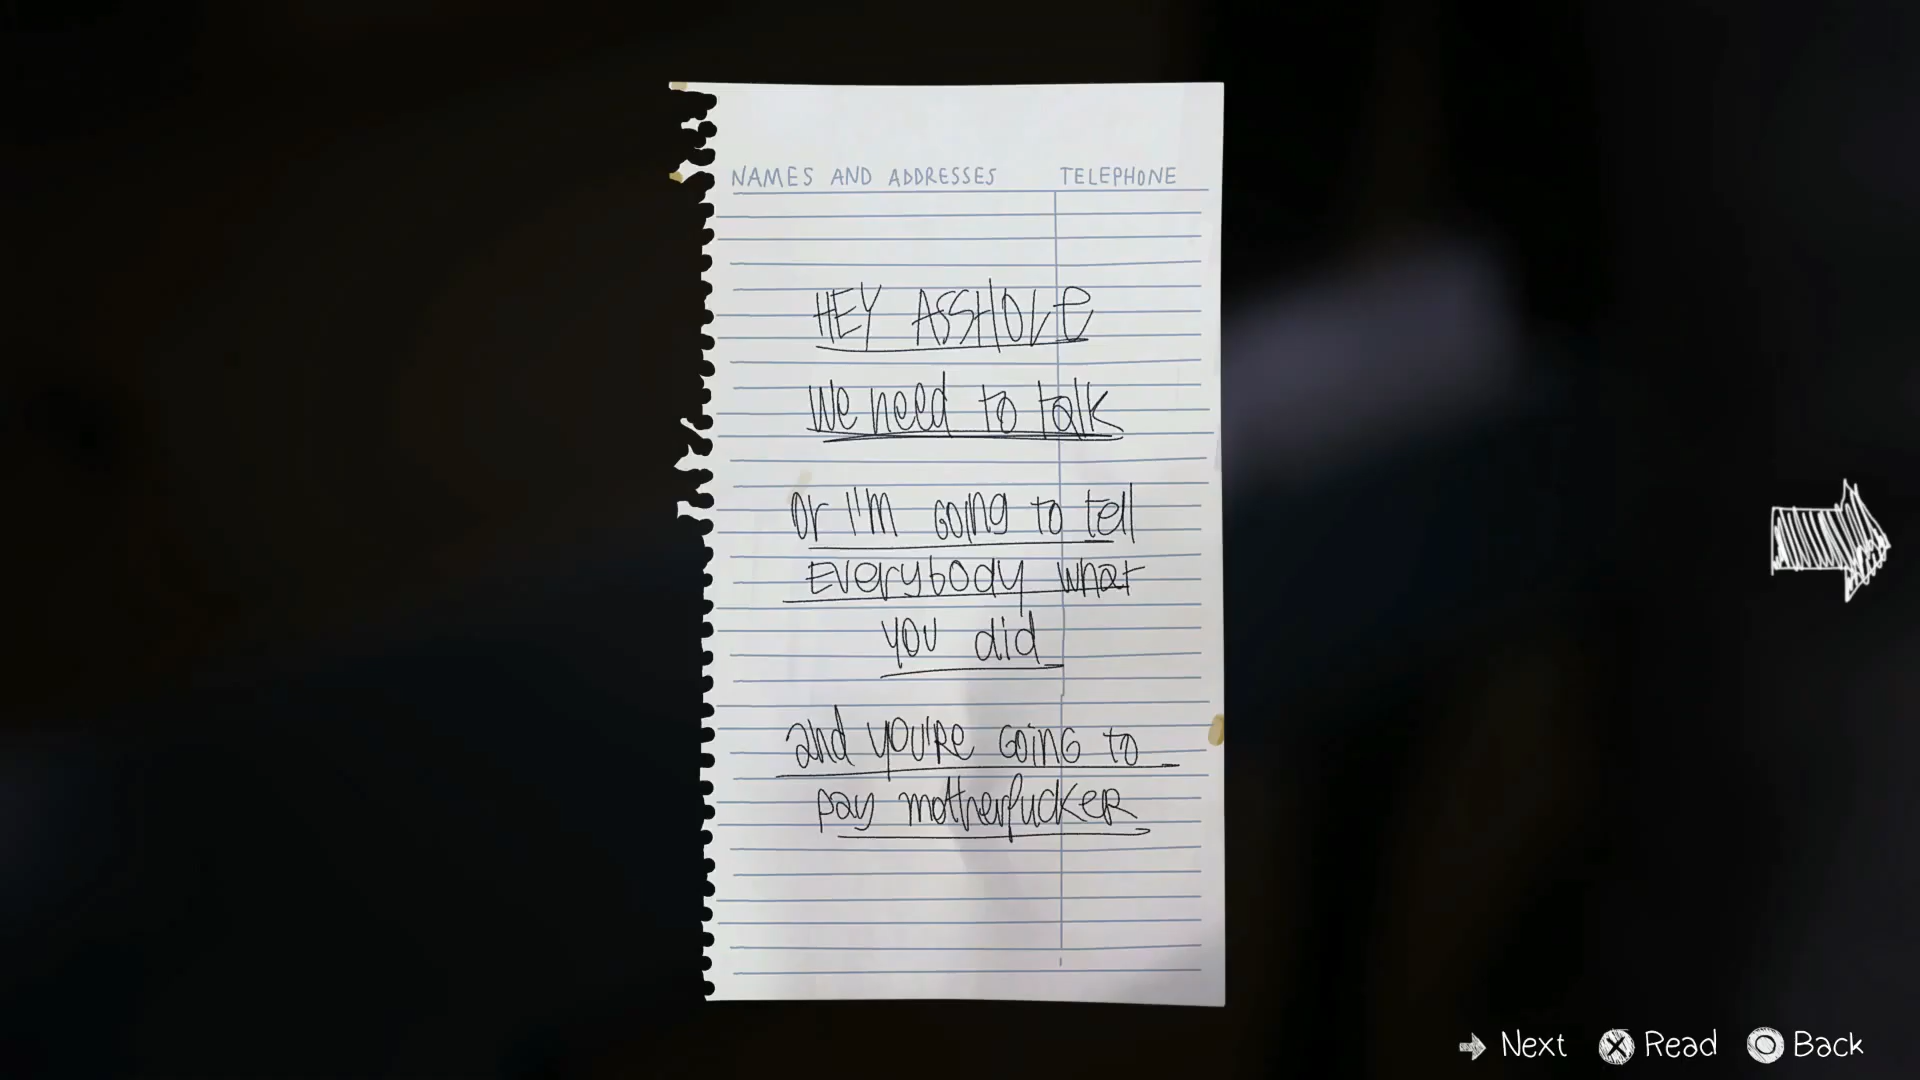 NAMES AND ADDRESSES TELEPHONE
HEY ASSHOLE
We need to talk
Or I'm GOING to tell
Everybody what
you did
and you're GOING to
pay motherfucker
Next Read Back